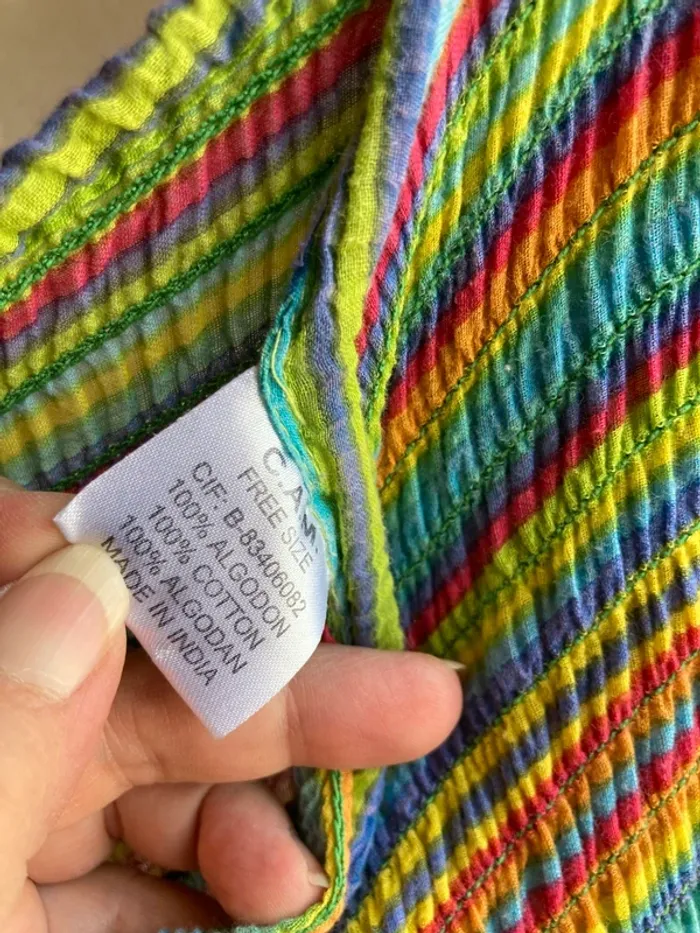 C.A.M.
FREE SIZE
CIF: B-83406082
100% ALGODON
100% COTTON
100% ALGODAN
MADE IN INDIA